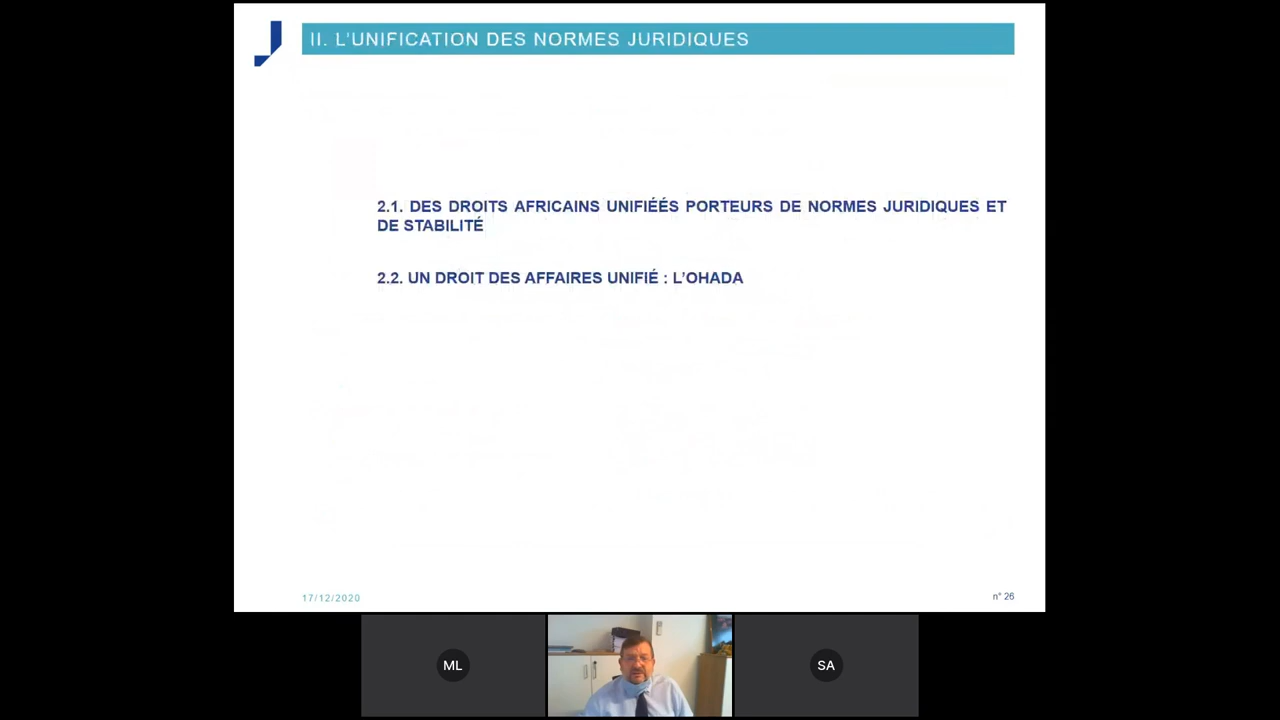 II. L'UNIFICATION DES NORMES JURIDIQUES
2.1. DES DROITS AFRICAINS UNIFIÉÉS PORTEURS DE NORMES JURIDIQUES ET
DE STABILITÉ
2.2. UN DROIT DES AFFAIRES UNIFIÉ : L’OHADA
17/12/2020
n° 26
ML
SA